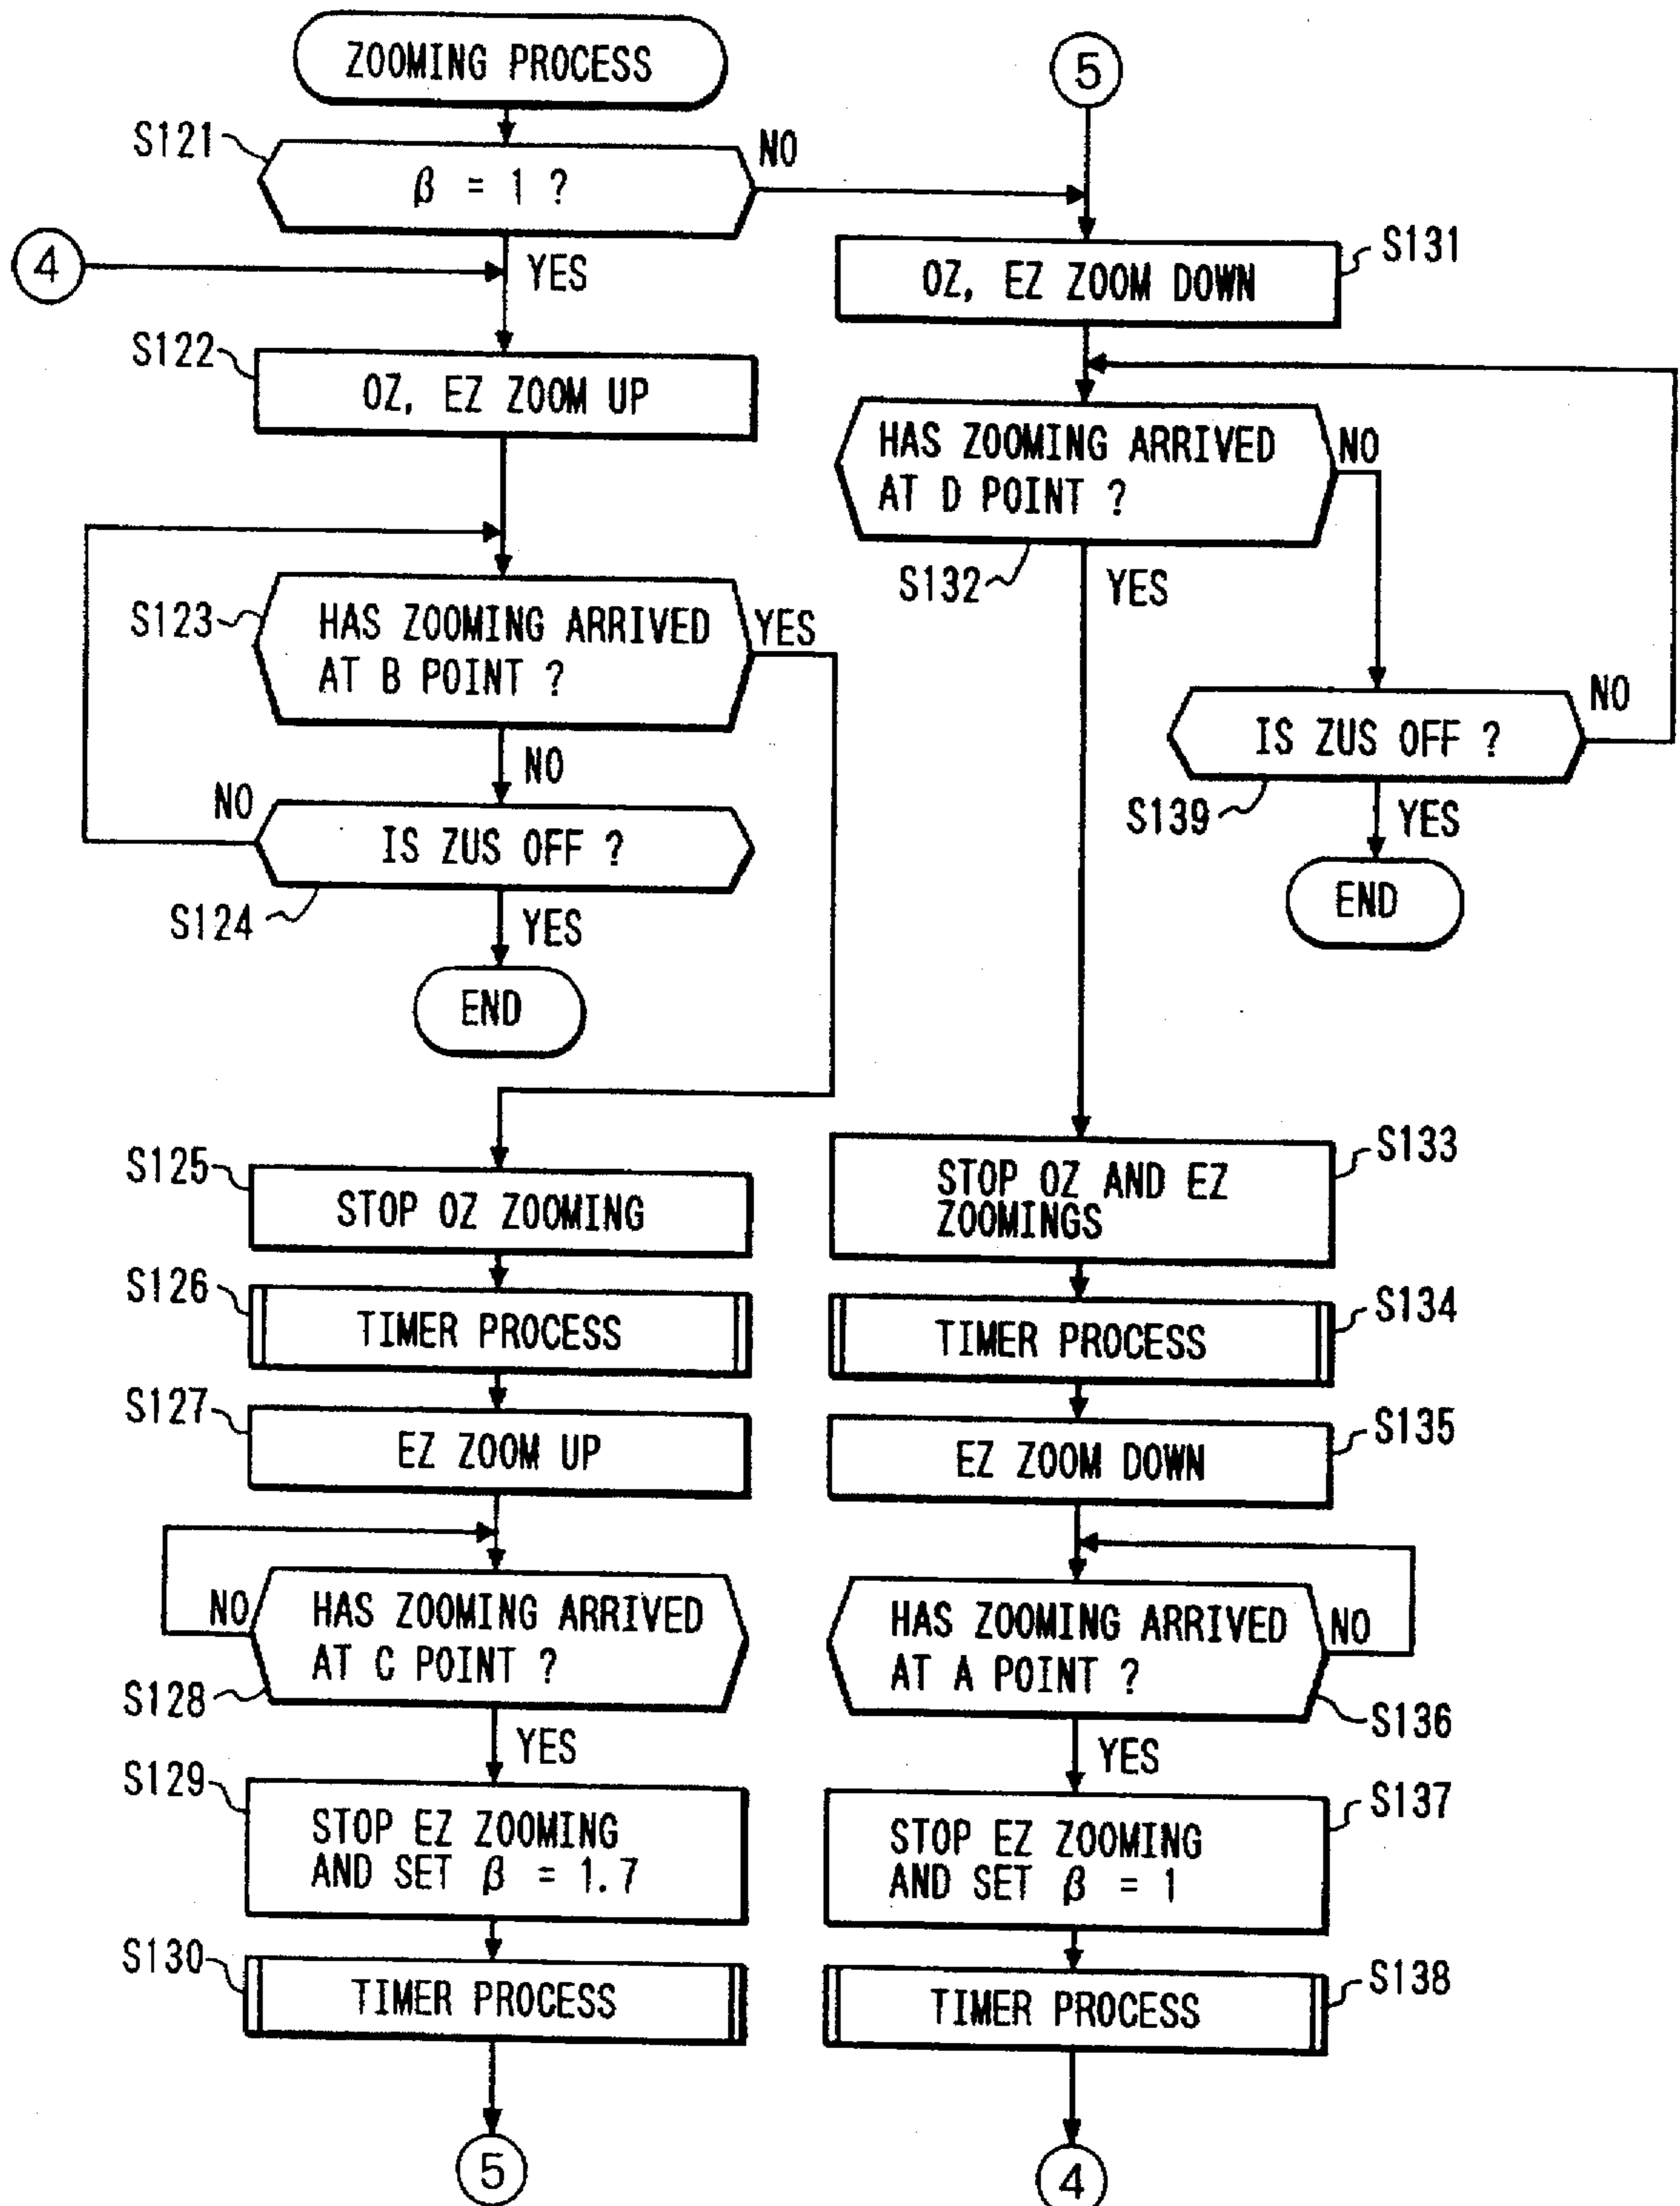 ZOOMING PROCESS
S121
β = 1 ?
NO
YES
4
S122
OZ, EZ ZOOM UP
S123
HAS ZOOMING ARRIVED
AT B POINT ?
YES
NO
NO
IS ZUS OFF ?
S124
YES
END
S125
STOP OZ ZOOMING
S126
TIMER PROCESS
S127
EZ ZOOM UP
NO
HAS ZOOMING ARRIVED
AT C POINT ?
S128
YES
S129
STOP EZ ZOOMING
AND SET β = 1.7
S130
TIMER PROCESS
5
5
S131
OZ, EZ ZOOM DOWN
HAS ZOOMING ARRIVED
AT D POINT ?
NO
S132
YES
IS ZUS OFF ?
NO
S139
YES
END
S133
STOP OZ AND EZ
ZOOMINGS
S134
TIMER PROCESS
S135
EZ ZOOM DOWN
HAS ZOOMING ARRIVED
AT A POINT ?
NO
S136
YES
S137
STOP EZ ZOOMING
AND SET β = 1
S138
TIMER PROCESS
4